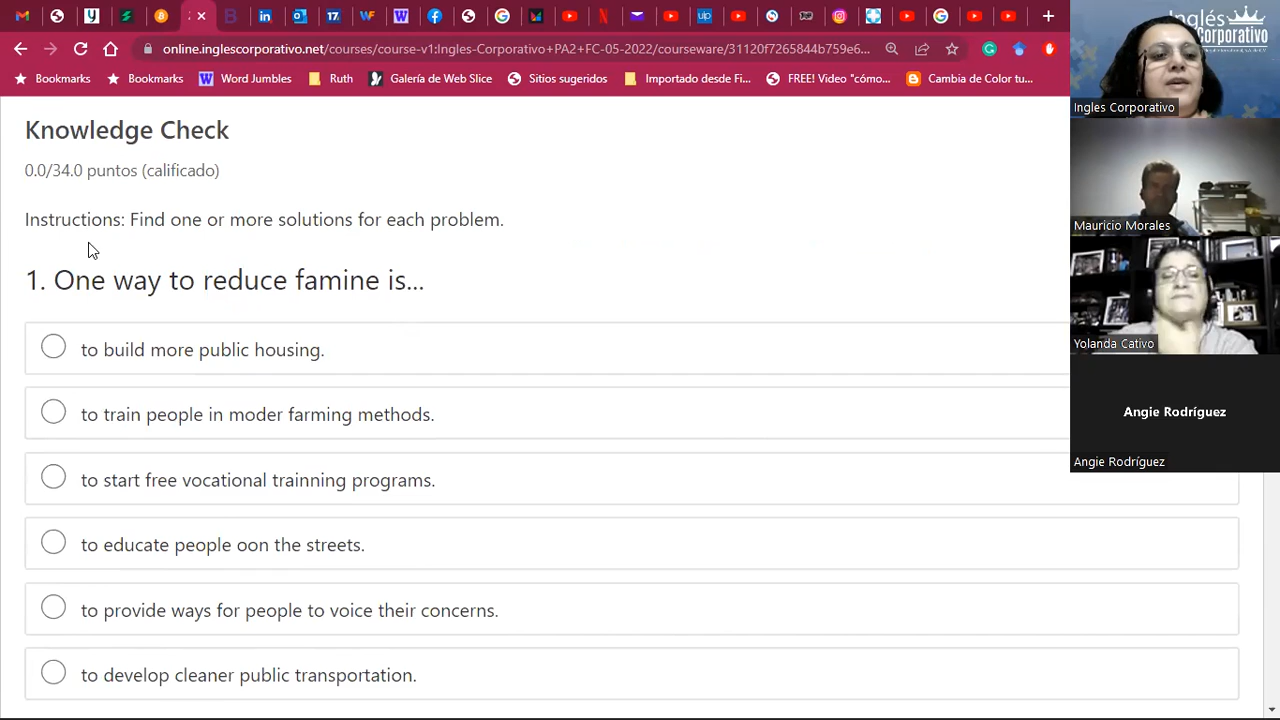 online.inglescorporativo.net/courses/course-v1:Ingles-Corporativo+PA2+FC-05-2022/courseware/31120f7265844b759e6...
Bookmarks Bookmarks Word Jumbles Ruth Galería de Web Slice Sitios sugeridos Importado desde Fi... FREE! Video "cómo... Cambia de Color tu...
Knowledge Check
0.0/34.0 puntos (calificado)
Instructions: Find one or more solutions for each problem.
1. One way to reduce famine is...
to build more public housing.
to train people in moder farming methods.
to start free vocational trainning programs.
to educate people oon the streets.
to provide ways for people to voice their concerns.
to develop cleaner public transportation.
Inglés
Corporativo
Ingles Corporativo
Mauricio Morales
Yolanda Cativo
Angie Rodríguez
Angie Rodríguez